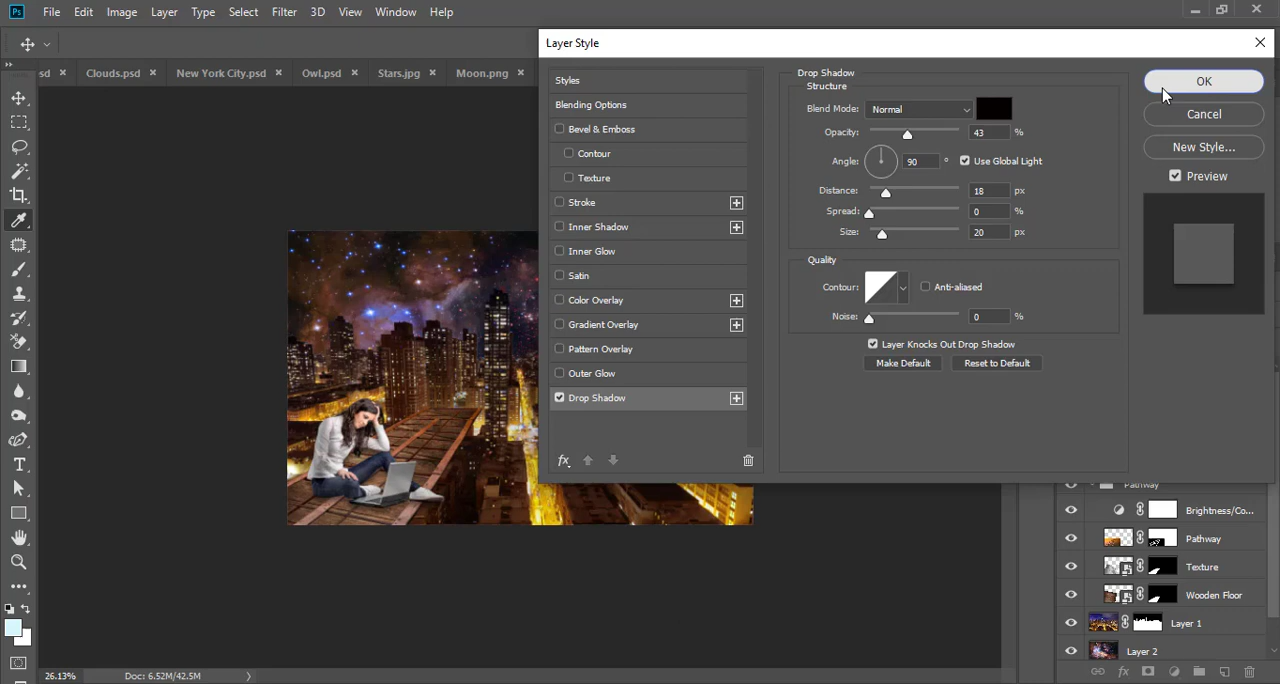 Ps File Edit Image Layer Type Select Filter 3D View Window Help
sd × Clouds.psd × New York City.psd × Owl.psd × Stars.jpg × Moon.png ×
Layer Style
Styles
Blending Options
Bevel & Emboss
Contour
Texture
Stroke
Inner Shadow
Inner Glow
Satin
Color Overlay
Gradient Overlay
Pattern Overlay
Outer Glow
Drop Shadow
fx
Drop Shadow
Structure
Blend Mode: Normal
Opacity: 43 %
Angle: 90 ° Use Global Light
Distance: 18 px
Spread: 0 %
Size: 20 px
Quality
Contour: Anti-aliased
Noise: 0 %
Layer Knocks Out Drop Shadow
Make Default Reset to Default
OK
Cancel
New Style...
Preview
Pathway
Brightness/Co...
Pathway
Texture
Wooden Floor
Layer 1
Layer 2
fx
26.13% Doc: 6.52M/42.5M